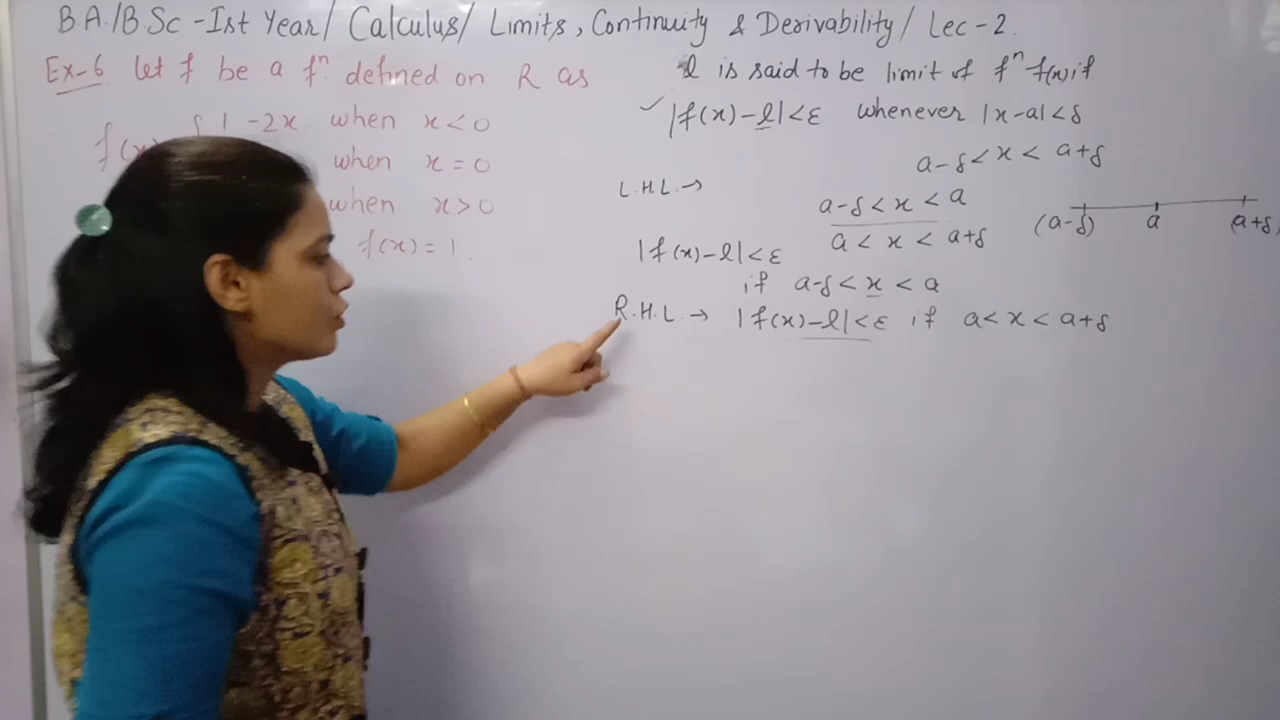 B.A./B.Sc - Ist Year/ Calculus/ Limits, Continuity & Derivability/ Lec-2.
Ex-6 Let f be a fⁿ. defined on R as
f(x) { 1-2x when x<0
when x=0
when x>0
f(x)=1.
l is said to be limit of fⁿ f(x) if
✓ |f(x)-l|<ε whenever |x-a|<δ
a-δ<x<a+δ
L.H.L.→
a-δ<x<a
a<x<a+δ
(a-δ) a (a+δ)
|f(x)-l|<ε
if a-δ<x<a
R.H.L.→ |f(x)-l|<ε if a<x<a+δ